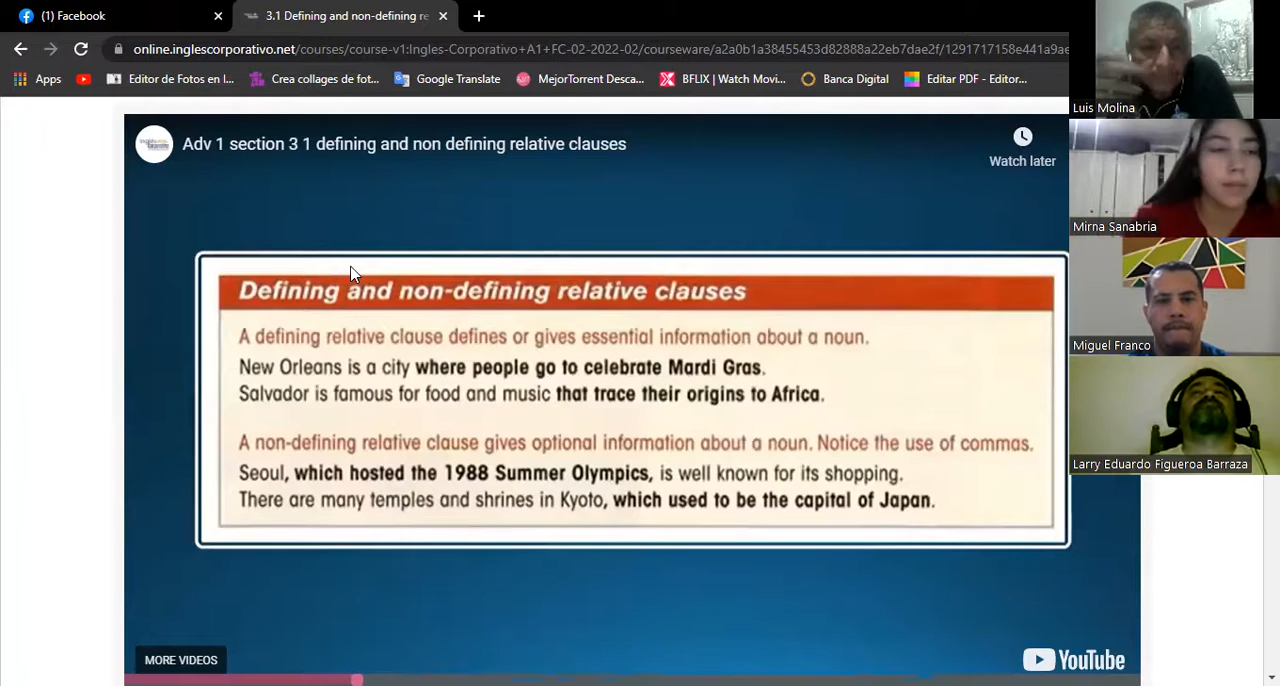 (1) Facebook
3.1 Defining and non-defining re
online.inglescorporativo.net/courses/course-v1:Ingles-Corporativo+A1+FC-02-2022-02/courseware/a2a0b1a38455453d82888a22eb7dae2f/1291717158e441a9ae
Apps
Editor de Fotos en l...
Crea collages de fot...
Google Translate
MejorTorrent Desca...
BFLIX | Watch Movi...
Banca Digital
Editar PDF - Editor...
Luis Molina
Mirna Sanabria
Miguel Franco
Larry Eduardo Figueroa Barraza
Adv 1 section 3 1 defining and non defining relative clauses
Watch later
Defining and non-defining relative clauses
A defining relative clause defines or gives essential information about a noun.
New Orleans is a city where people go to celebrate Mardi Gras.
Salvador is famous for food and music that trace their origins to Africa.
A non-defining relative clause gives optional information about a noun. Notice the use of commas.
Seoul, which hosted the 1988 Summer Olympics, is well known for its shopping.
There are many temples and shrines in Kyoto, which used to be the capital of Japan.
MORE VIDEOS
YouTube